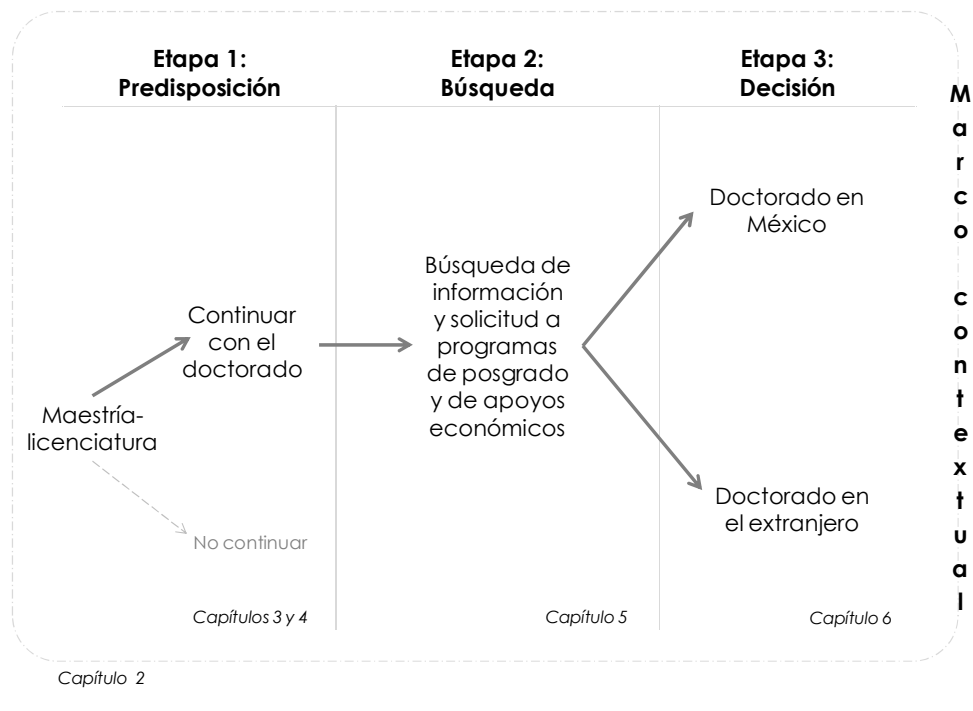 Etapa 1:
Predisposición
Etapa 2:
Búsqueda
Etapa 3:
Decisión
Maestría-
licenciatura
Continuar
con el
doctorado
No continuar
Capítulos 3 y 4
Búsqueda de
información
y solicitud a
programas
de posgrado
y de apoyos
económicos
Capítulo 5
Doctorado en
México
Doctorado en
el extranjero
Capítulo 6
Marco contextual
Capítulo 2